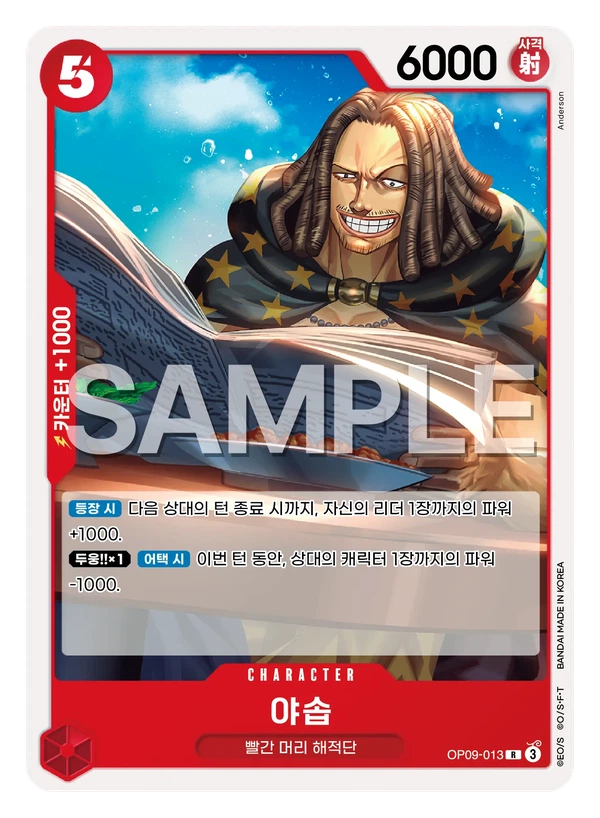 5
6000
사격
射
Anderson
카운터 +1000
SAMPLE
등장 시 다음 상대의 턴 종료 시까지, 자신의 리더 1장까지의 파워
+1000.
두웅!!×1 어택 시 이번 턴 동안, 상대의 캐릭터 1장까지의 파워
-1000.
CHARACTER
야솝
빨간 머리 해적단
OP09-013 R 3
©EO/S ©O/S·F·T BANDAI MADE IN KOREA